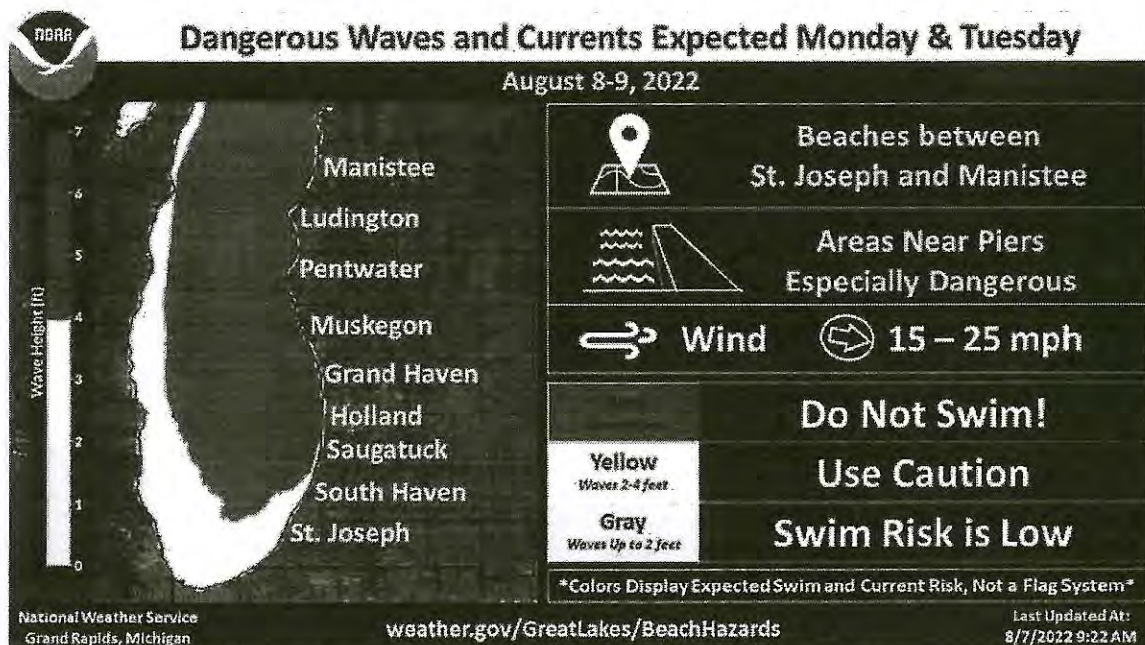 NOAA
Dangerous Waves and Currents Expected Monday & Tuesday
August 8-9, 2022
Wave Height (ft)
7
6
5
4
3
2
1
0
Manistee
Ludington
Pentwater
Muskegon
Grand Haven
Holland
Saugatuck
South Haven
St. Joseph
Beaches between
St. Joseph and Manistee
Areas Near Piers
Especially Dangerous
Wind
15 – 25 mph
Do Not Swim!
Yellow
Waves 2-4 feet
Use Caution
Gray
Waves Up to 2 feet
Swim Risk is Low
*Colors Display Expected Swim and Current Risk, Not a Flag System*
National Weather Service
Grand Rapids, Michigan
weather.gov/GreatLakes/BeachHazards
Last Updated At:
8/7/2022 9:22 AM